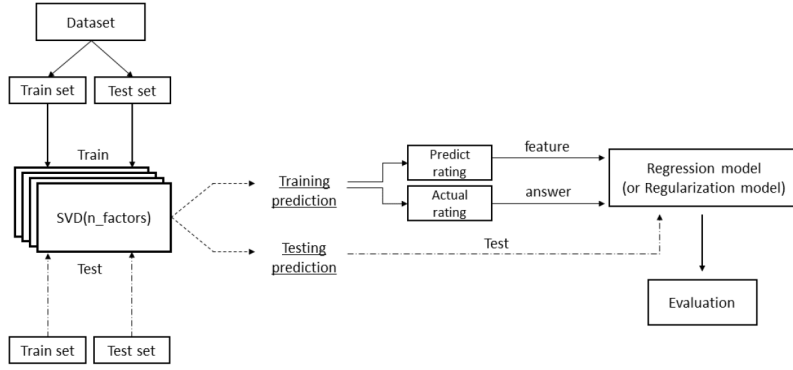 Dataset
Train set
Test set
Train
SVD(n_factors)
Test
Train set
Test set
Training
prediction
Testing
prediction
Predict
rating
Actual
rating
feature
answer
Test
Regression model
(or Regularization model)
Evaluation